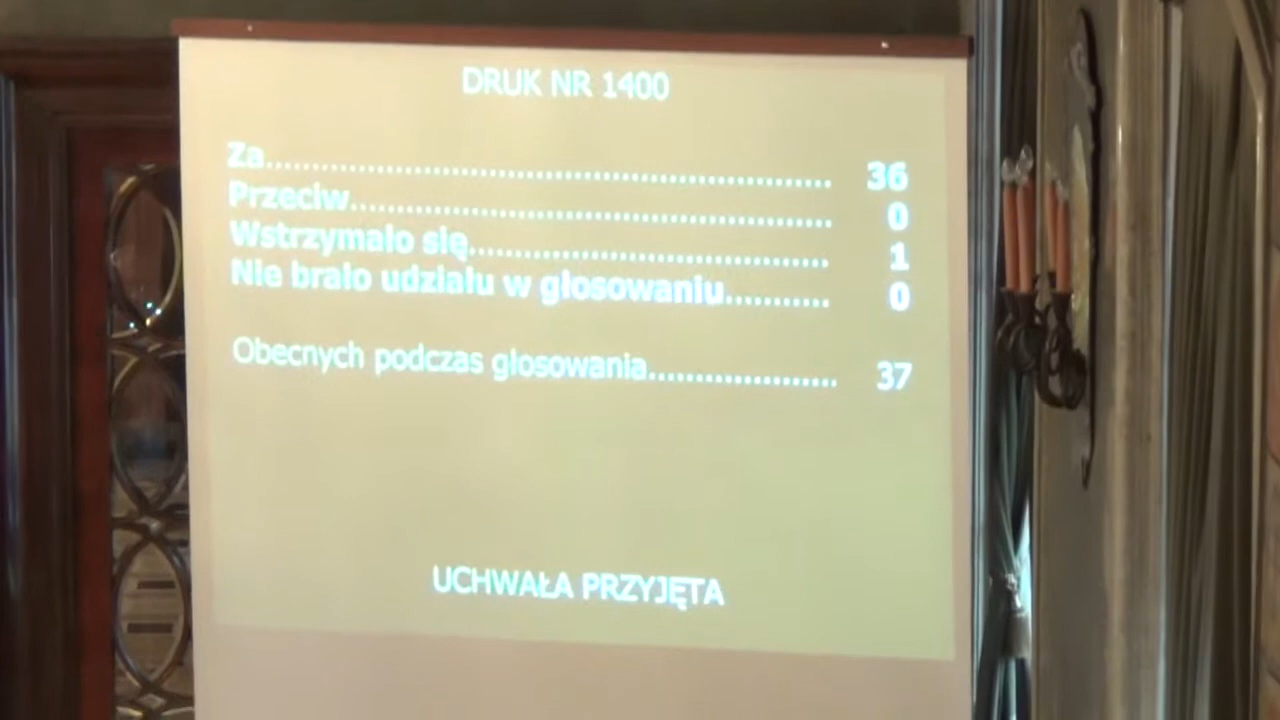 DRUK NR 1400
Za.................................................................. 36
Przeciw........................................................ 0
Wstrzymało się.......................................... 1
Nie brało udziału w głosowaniu............ 0
Obecnych podczas głosowania..................... 37
UCHWAŁA PRZYJĘTA